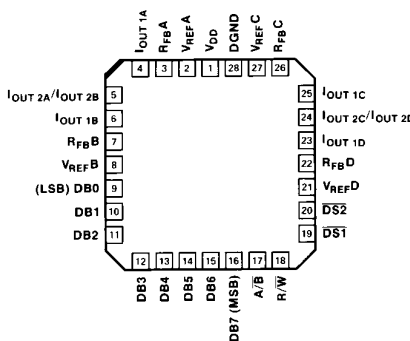 I OUT 1A
RFBA
VREFA
VDD
DGND
VREFC
RFBC
4 3 2 1 28 27 26
IOUT 2A/IOUT 2B 5
IOUT 1B 6
RFBB 7
VREFB 8
(LSB) DB0 9
DB1 10
DB2 11
25 IOUT 1C
24 IOUT 2C/IOUT 2D
23 IOUT 1D
22 RFBD
21 VREFD
20 DS2
19 DS1
12 13 14 15 16 17 18
DB3
DB4
DB5
DB6
DB7 (MSB)
A/B
R/W